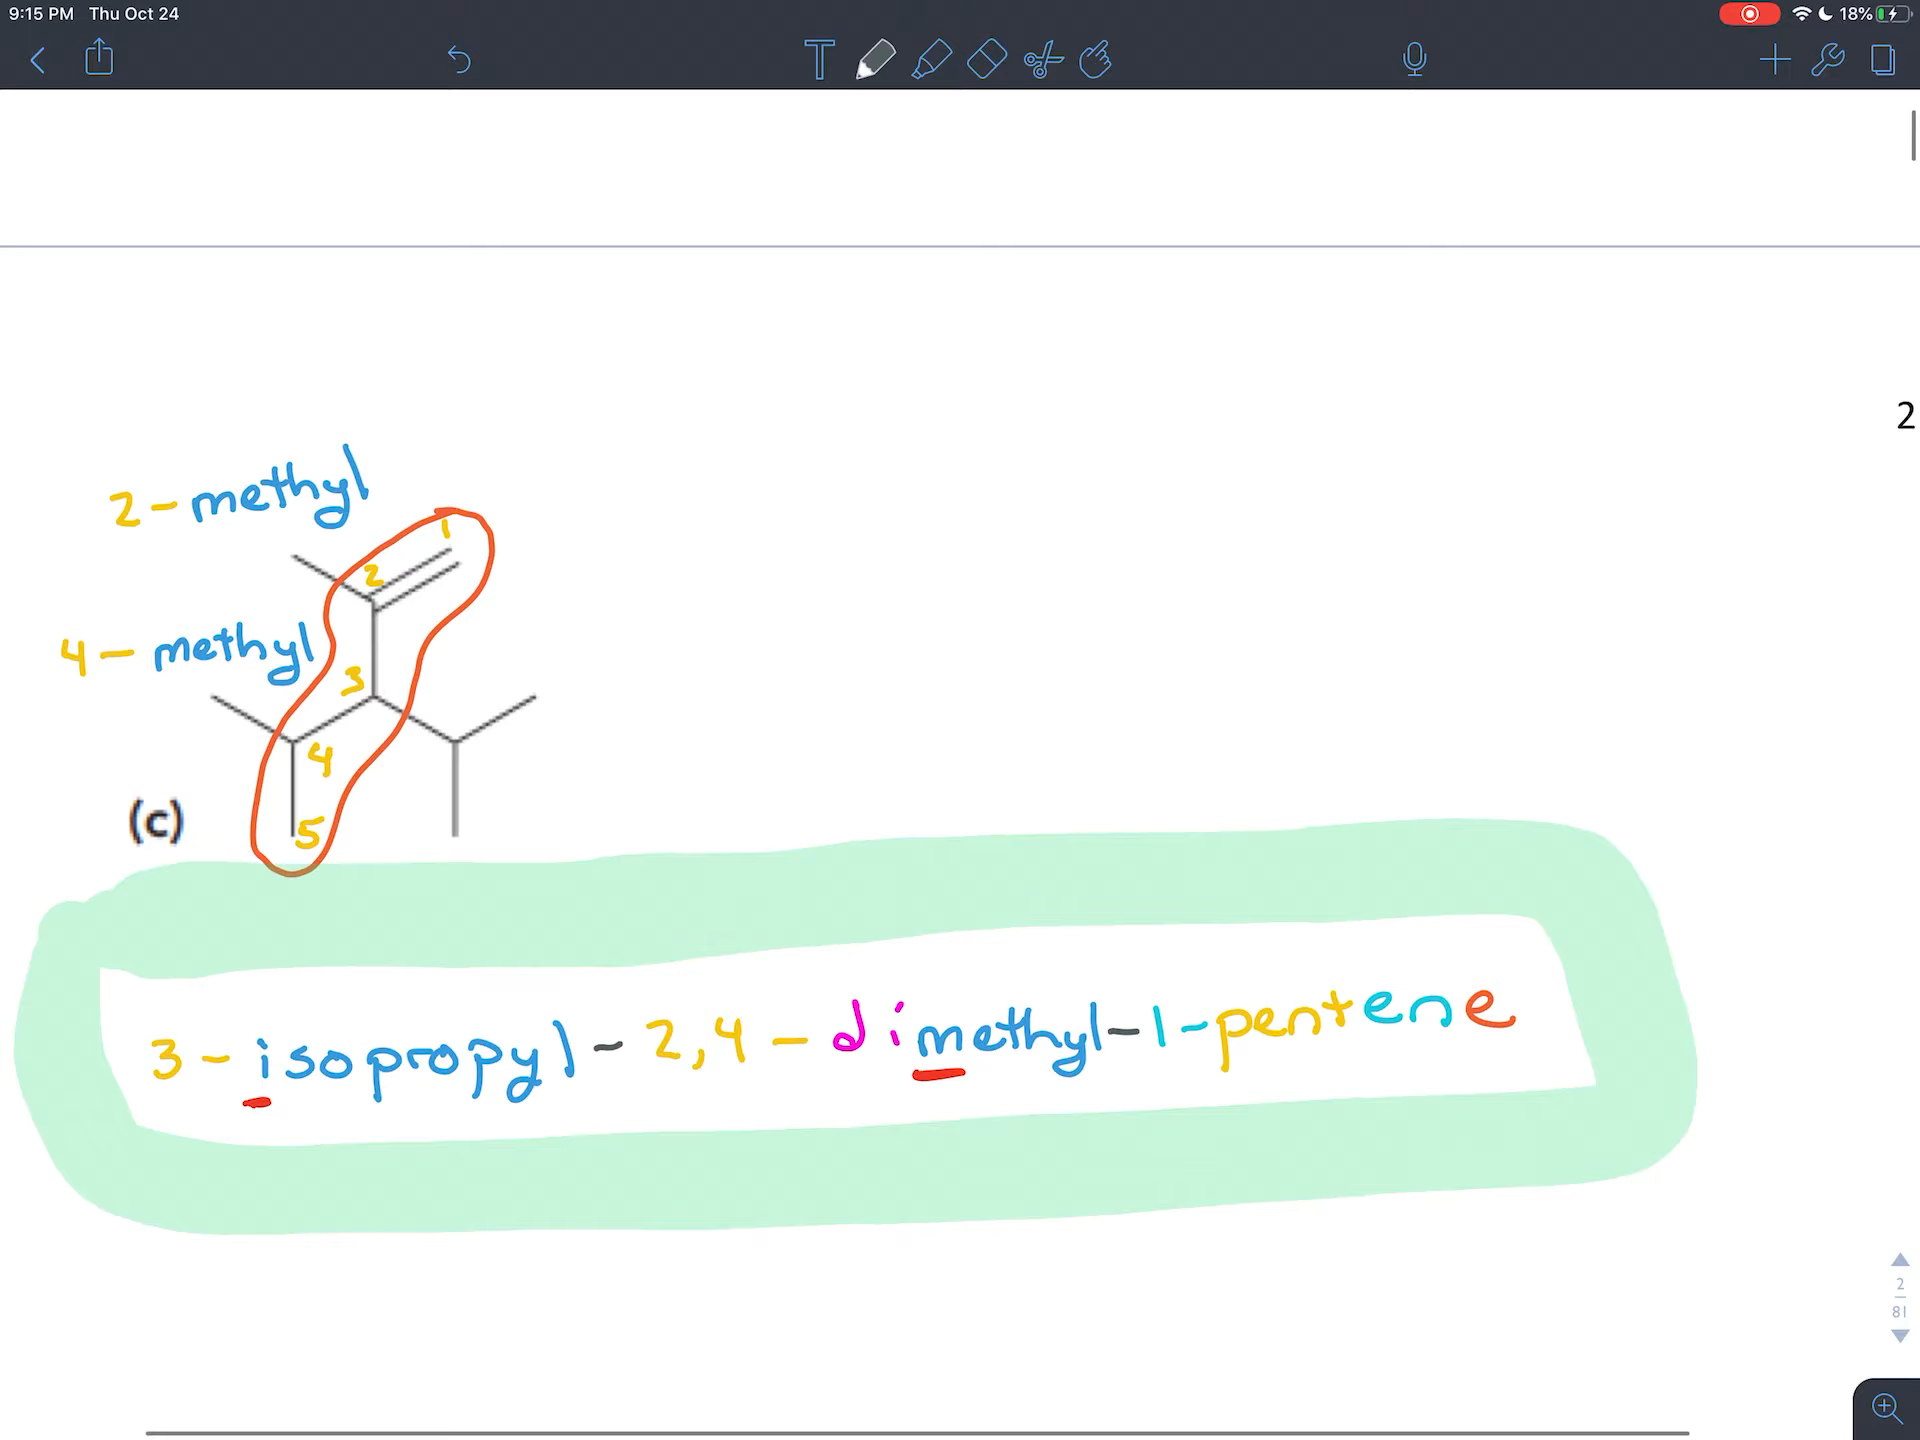 9:15 PM Thu Oct 24
18%
T
2
2-methyl
1
2
4-methyl
3
4
(c)
5
3-isopropyl-2,4-dimethyl-1-pentene
2
81